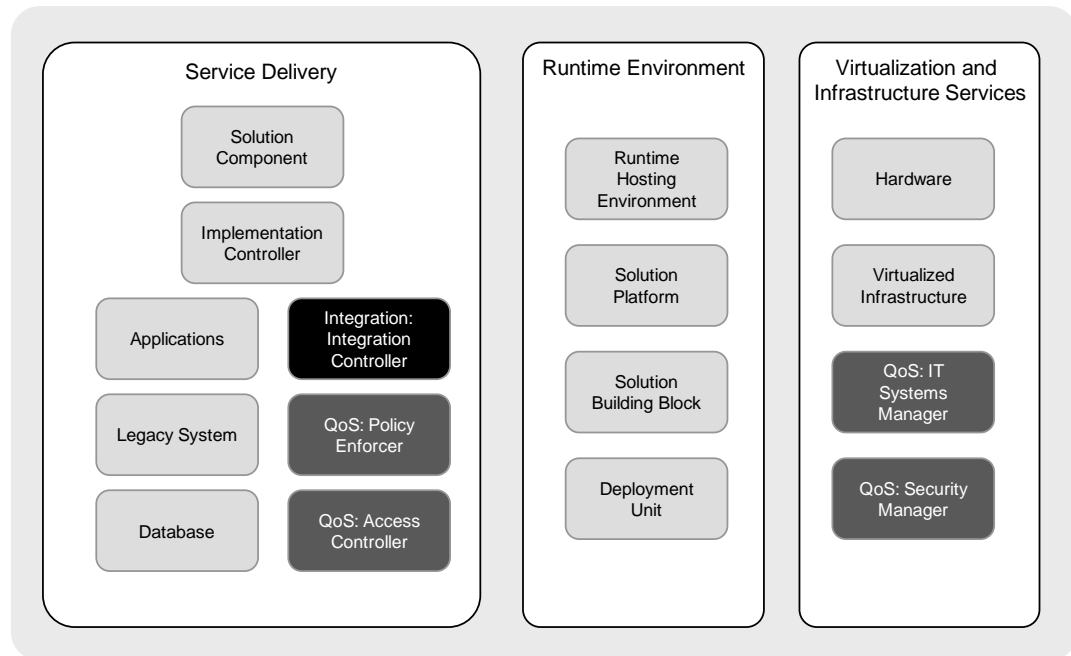 Service Delivery
Solution
Component
Implementation
Controller
Applications
Integration:
Integration
Controller
Legacy System
QoS: Policy
Enforcer
Database
QoS: Access
Controller
Runtime Environment
Runtime
Hosting
Environment
Solution
Platform
Solution
Building Block
Deployment
Unit
Virtualization and
Infrastructure Services
Hardware
Virtualized
Infrastructure
QoS: IT
Systems
Manager
QoS: Security
Manager